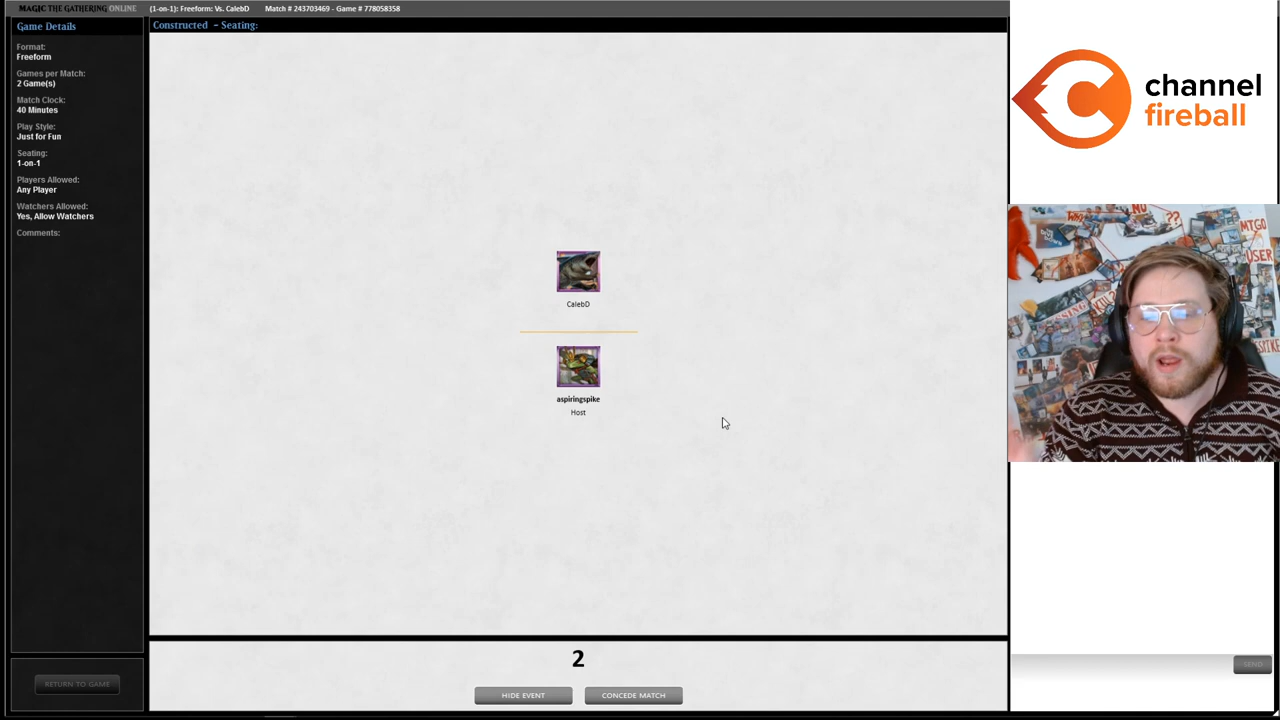 MAGIC THE GATHERING ONLINE
(1-on-1): Freeform: Vs. CalebD Match # 243703469 - Game # 778058358
Game Details
Constructed - Seating:
Format:
Freeform
Games per Match:
2 Game(s)
Match Clock:
40 Minutes
Play Style:
Just for Fun
Seating:
1-on-1
Players Allowed:
Any Player
Watchers Allowed:
Yes, Allow Watchers
Comments:
CalebD
aspiringspike
Host
2
HIDE EVENT
CONCEDE MATCH
RETURN TO GAME
channel
fireball
NO
??
MTGO
USER
SEND